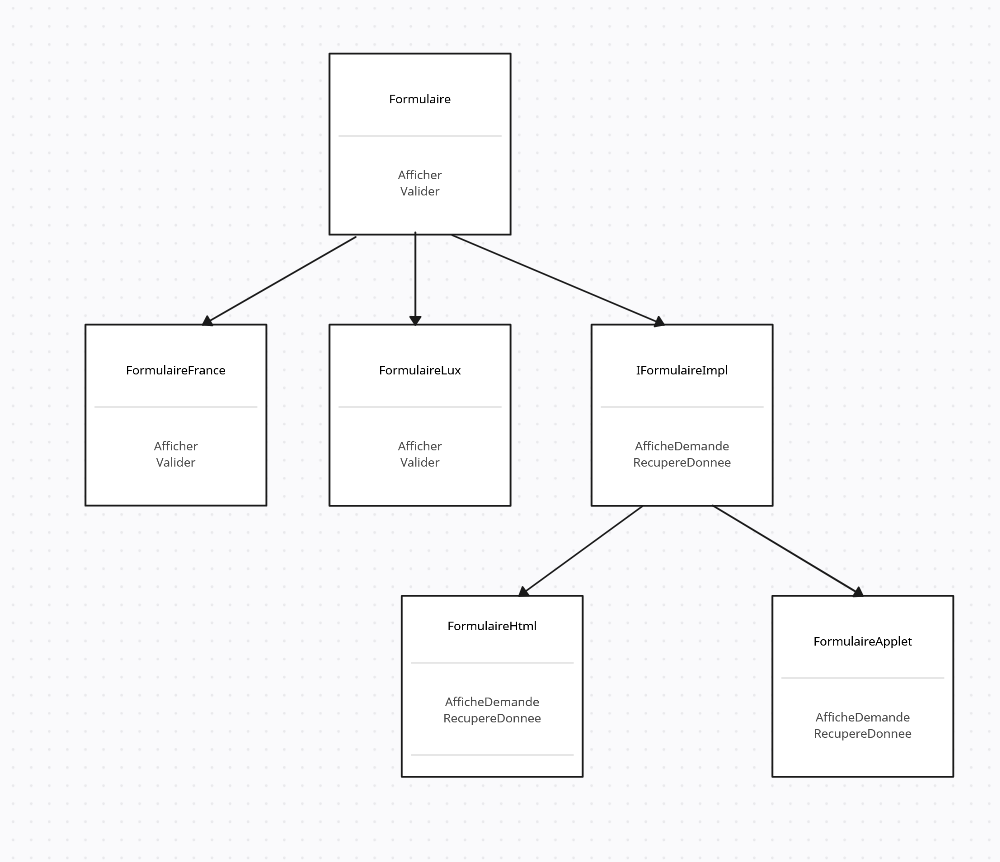 Formulaire
Afficher
Valider
FormulaireFrance
Afficher
Valider
FormulaireLux
Afficher
Valider
IFormulaireImpl
AfficheDemande
RecupereDonnee
FormulaireHtml
AfficheDemande
RecupereDonnee
FormulaireApplet
AfficheDemande
RecupereDonnee